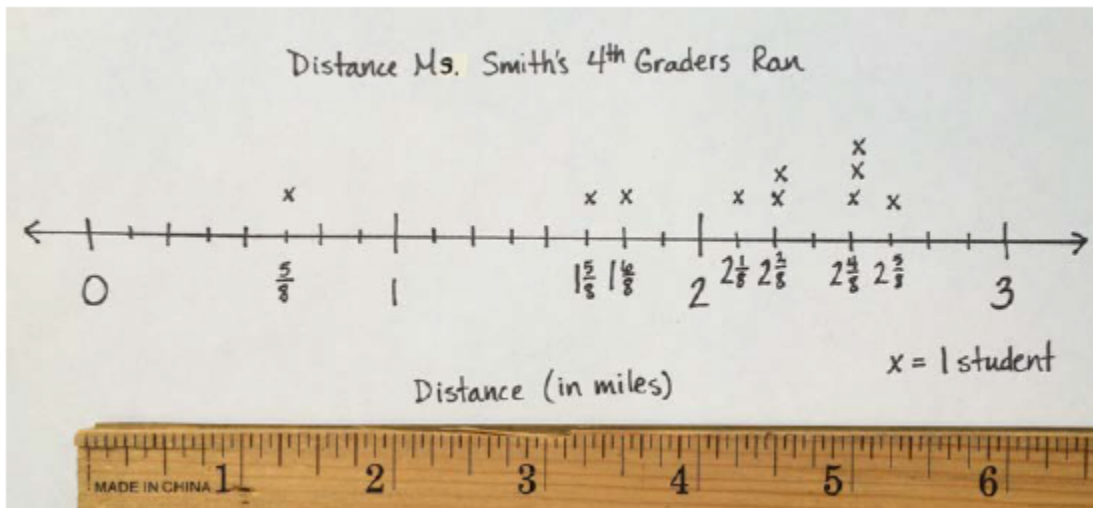 Distance Ms. Smith's 4th Graders Ran
x
x
x x
x x x x x x
5/8 1 5/8 1 6/8 2 1/8 2 2/8 2 4/8 2 5/8
0 1 2 3
x = 1 student
Distance (in miles)
1 2 3 4 5 6
MADE IN CHINA